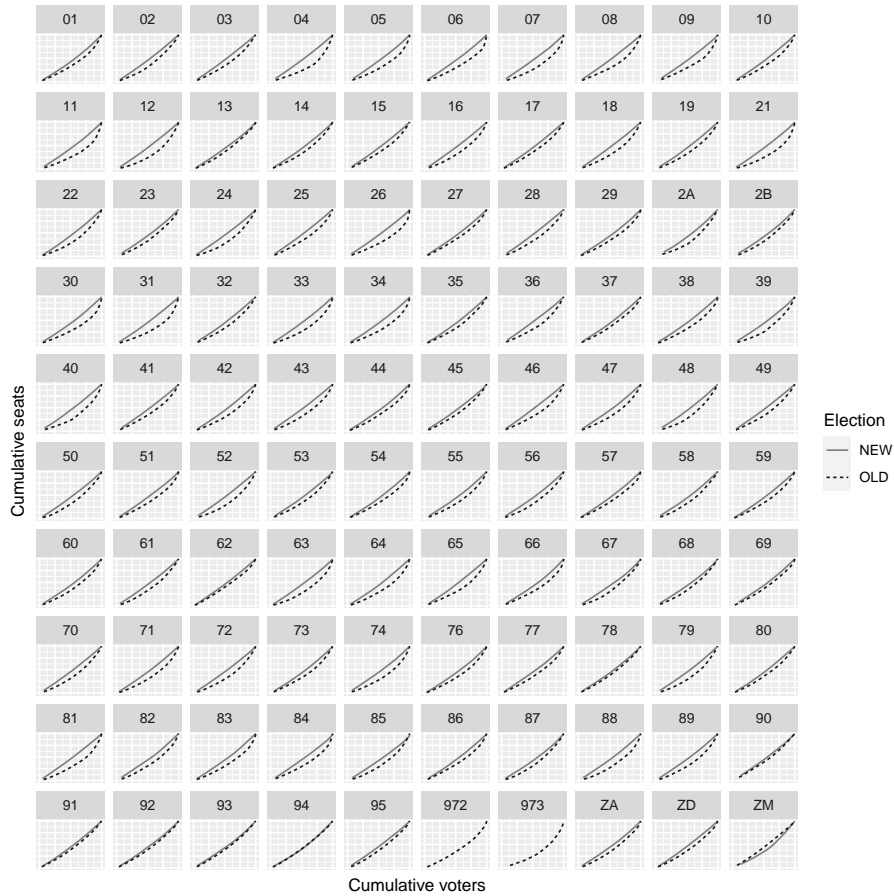 01 02 03 04 05 06 07 08 09 10
11 12 13 14 15 16 17 18 19 21
22 23 24 25 26 27 28 29 2A 2B
30 31 32 33 34 35 36 37 38 39
40 41 42 43 44 45 46 47 48 49
50 51 52 53 54 55 56 57 58 59
60 61 62 63 64 65 66 67 68 69
70 71 72 73 74 76 77 78 79 80
81 82 83 84 85 86 87 88 89 90
91 92 93 94 95 972 973 ZA ZD ZM
Cumulative seats
Cumulative voters
Election
NEW
OLD